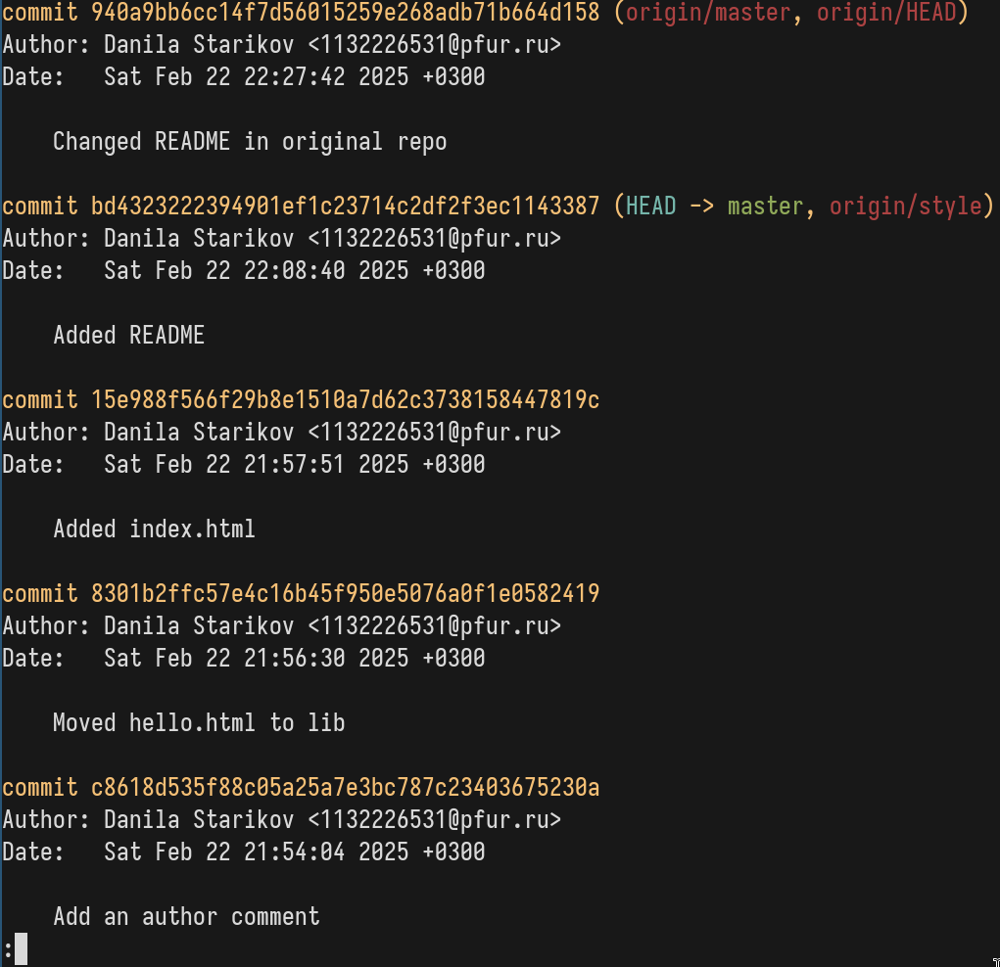 commit 940a9bb6cc14f7d56015259e268adb71b664d158 (origin/master, origin/HEAD)
Author: Danila Starikov <1132226531@pfur.ru>
Date:   Sat Feb 22 22:27:42 2025 +0300

    Changed README in original repo

commit bd4323222394901ef1c23714c2df2f3ec1143387 (HEAD -> master, origin/style)
Author: Danila Starikov <1132226531@pfur.ru>
Date:   Sat Feb 22 22:08:40 2025 +0300

    Added README

commit 15e988f566f29b8e1510a7d62c3738158447819c
Author: Danila Starikov <1132226531@pfur.ru>
Date:   Sat Feb 22 21:57:51 2025 +0300

    Added index.html

commit 8301b2ffc57e4c16b45f950e5076a0f1e0582419
Author: Danila Starikov <1132226531@pfur.ru>
Date:   Sat Feb 22 21:56:30 2025 +0300

    Moved hello.html to lib

commit c8618d535f88c05a25a7e3bc787c23403675230a
Author: Danila Starikov <1132226531@pfur.ru>
Date:   Sat Feb 22 21:54:04 2025 +0300

    Add an author comment
: